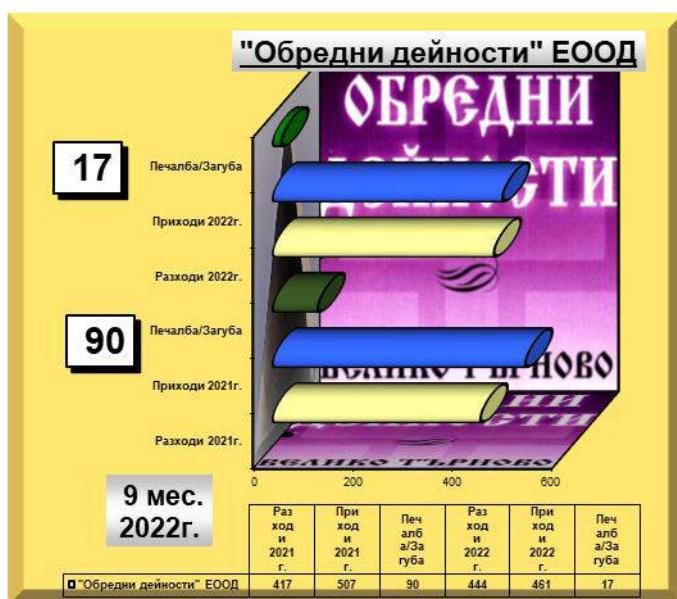 "Обредни дейности" ЕООД
ОБРЕДНИ
ДЕЙНОСТИ
ВЕЛИКО ТЪРНОВО
17
Печалба/Загуба
Приходи 2022г.
Разходи 2022г.
90
Печалба/Загуба
Приходи 2021г.
Разходи 2021г.
ВЕЛИКО ТЪРНОВО
0 200 400 600
9 мес.
2022г.
Раз При Печ Раз При Печ
ход ход алб ход ход алб
и и а/За и и а/За
2021 2021 губа 2022 2022 губа
г. г. г. г.
"Обредни дейности" ЕООД 417 507 90 444 461 17